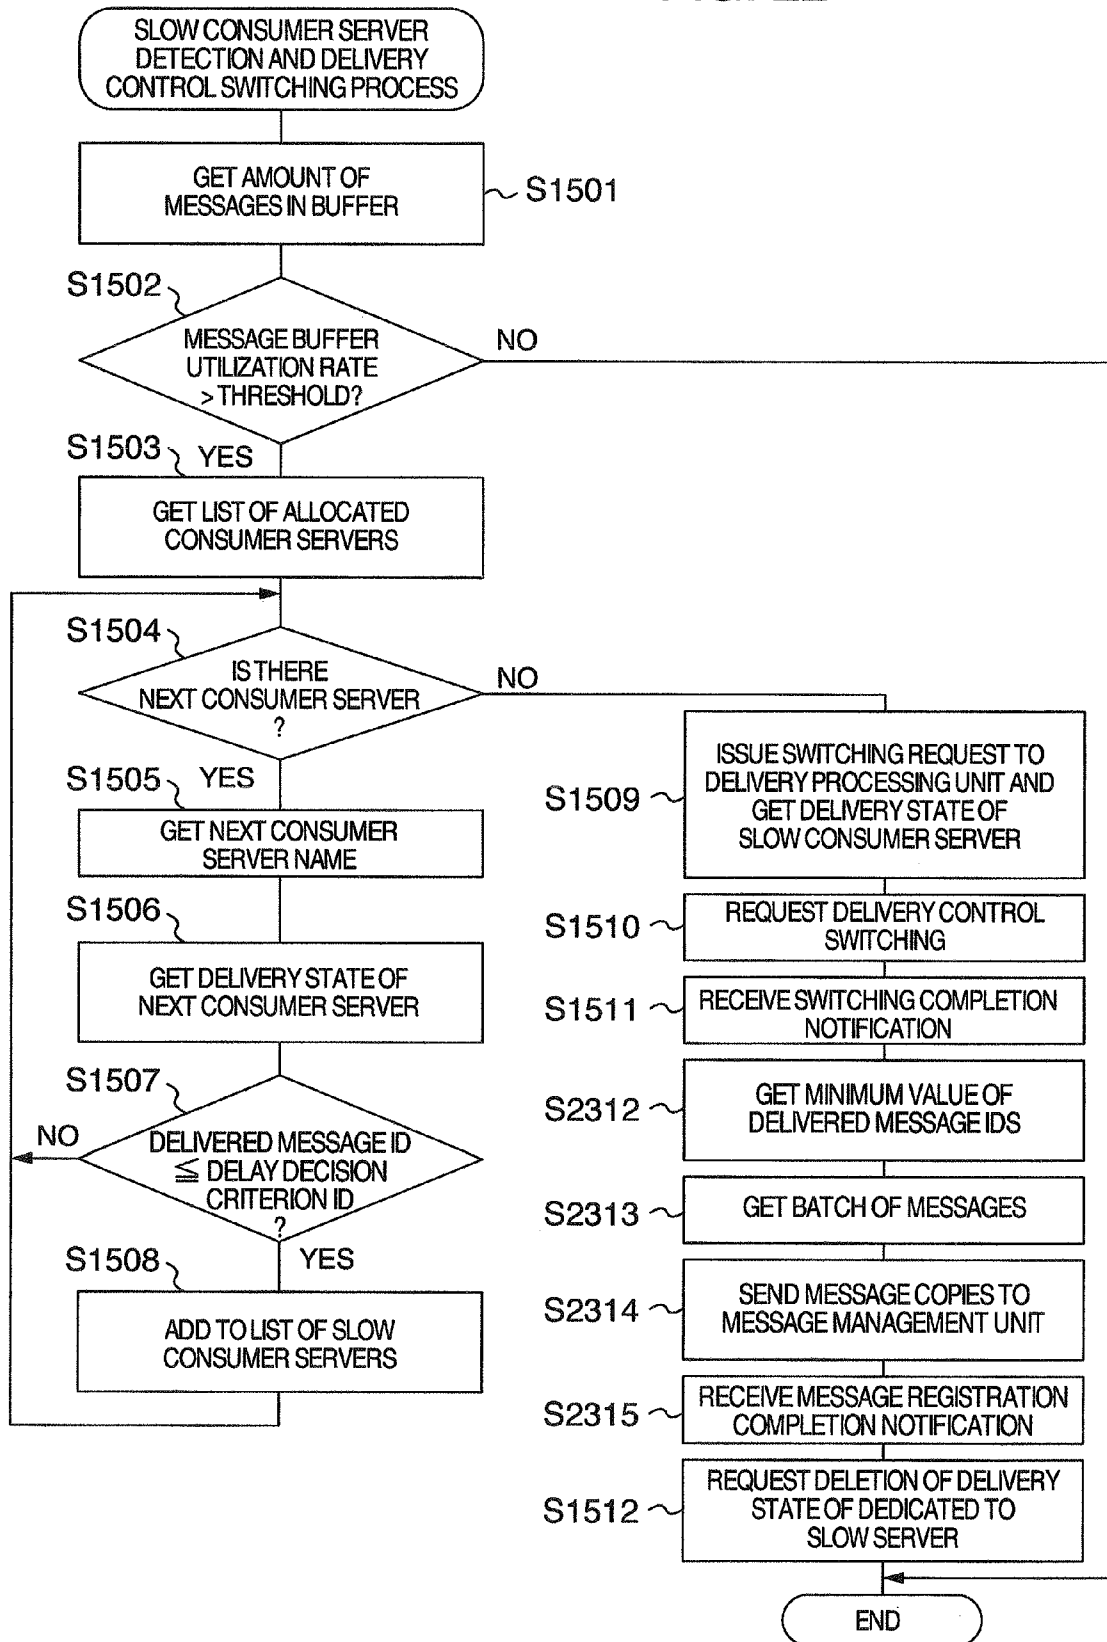 SLOW CONSUMER SERVER
DETECTION AND DELIVERY
CONTROL SWITCHING PROCESS
GET AMOUNT OF
MESSAGES IN BUFFER
S1501
S1502
MESSAGE BUFFER
UTILIZATION RATE
> THRESHOLD?
NO
S1503
YES
GET LIST OF ALLOCATED
CONSUMER SERVERS
S1504
IS THERE
NEXT CONSUMER SERVER
?
NO
S1505
YES
GET NEXT CONSUMER
SERVER NAME
S1506
GET DELIVERY STATE OF
NEXT CONSUMER SERVER
S1507
NO
DELIVERED MESSAGE ID
≦ DELAY DECISION
CRITERION ID
?
S1508
YES
ADD TO LIST OF SLOW
CONSUMER SERVERS
S1509
ISSUE SWITCHING REQUEST TO
DELIVERY PROCESSING UNIT AND
GET DELIVERY STATE OF
SLOW CONSUMER SERVER
S1510
REQUEST DELIVERY CONTROL
SWITCHING
S1511
RECEIVE SWITCHING COMPLETION
NOTIFICATION
S2312
GET MINIMUM VALUE OF
DELIVERED MESSAGE IDS
S2313
GET BATCH OF MESSAGES
S2314
SEND MESSAGE COPIES TO
MESSAGE MANAGEMENT UNIT
S2315
RECEIVE MESSAGE REGISTRATION
COMPLETION NOTIFICATION
S1512
REQUEST DELETION OF DELIVERY
STATE OF DEDICATED TO
SLOW SERVER
END